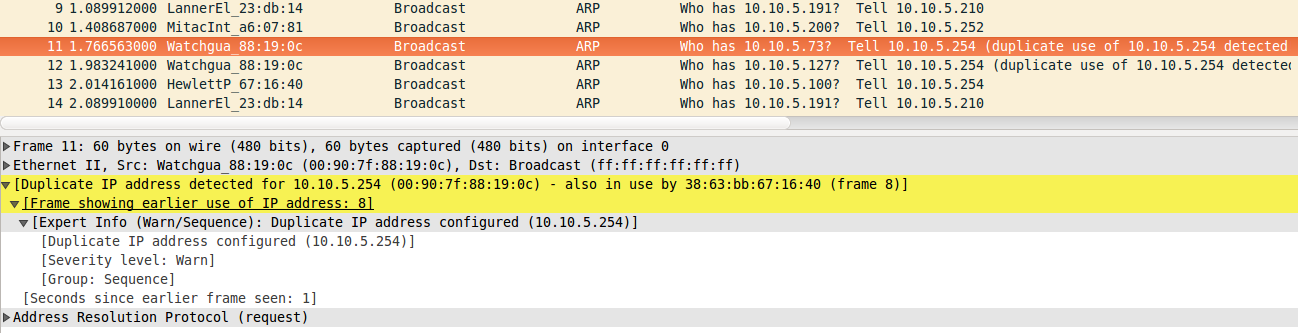 9 1.089912000 LannerEl_23:db:14 Broadcast ARP Who has 10.10.5.191? Tell 10.10.5.210
10 1.408687000 MitacInt_a6:07:81 Broadcast ARP Who has 10.10.5.200? Tell 10.10.5.252
11 1.766563000 Watchgua_88:19:0c Broadcast ARP Who has 10.10.5.73? Tell 10.10.5.254 (duplicate use of 10.10.5.254 detected
12 1.983241000 Watchgua_88:19:0c Broadcast ARP Who has 10.10.5.127? Tell 10.10.5.254 (duplicate use of 10.10.5.254 detected
13 2.014161000 HewlettP_67:16:40 Broadcast ARP Who has 10.10.5.100? Tell 10.10.5.254
14 2.089910000 LannerEl_23:db:14 Broadcast ARP Who has 10.10.5.191? Tell 10.10.5.210
Frame 11: 60 bytes on wire (480 bits), 60 bytes captured (480 bits) on interface 0
Ethernet II, Src: Watchgua_88:19:0c (00:90:7f:88:19:0c), Dst: Broadcast (ff:ff:ff:ff:ff:ff)
[Duplicate IP address detected for 10.10.5.254 (00:90:7f:88:19:0c) - also in use by 38:63:bb:67:16:40 (frame 8)]
[Frame showing earlier use of IP address: 8]
[Expert Info (Warn/Sequence): Duplicate IP address configured (10.10.5.254)]
[Duplicate IP address configured (10.10.5.254)]
[Severity level: Warn]
[Group: Sequence]
[Seconds since earlier frame seen: 1]
Address Resolution Protocol (request)